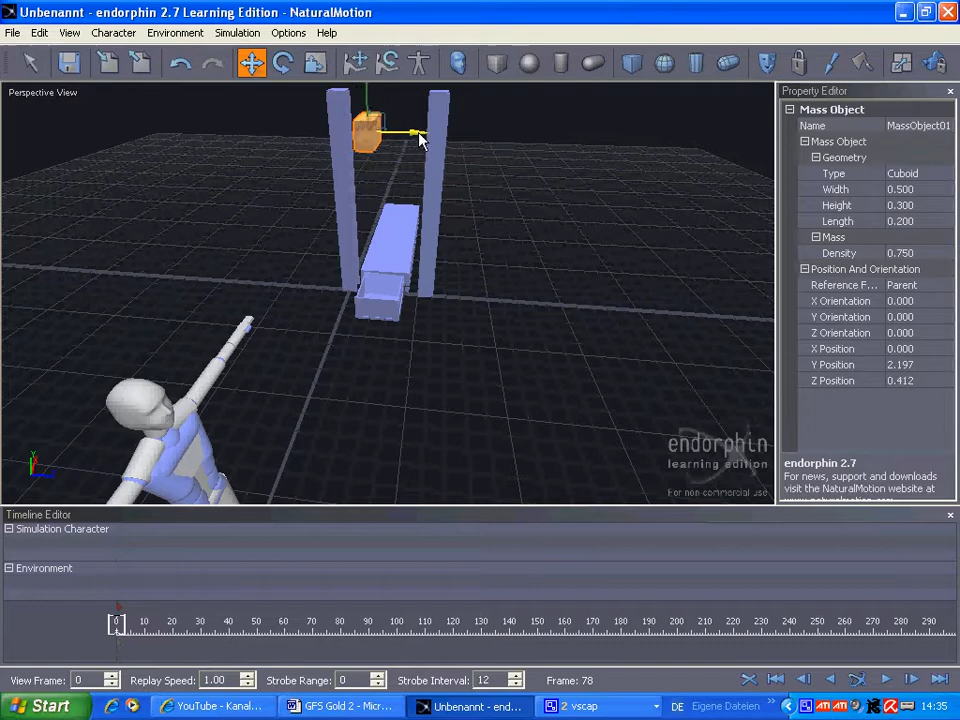 Unbenannt - endorphin 2.7 Learning Edition - NaturalMotion
File Edit View Character Environment Simulation Options Help
Perspective View
Property Editor
Mass Object
Name MassObject01
Mass Object
Geometry
Type Cuboid
Width 0.500
Height 0.300
Length 0.200
Mass
Density 0.750
Position And Orientation
Reference F... Parent
X Orientation 0.000
Y Orientation 0.000
Z Orientation 0.000
X Position 0.000
Y Position 2.197
Z Position 0.412
Y
endorphin
learning edition
For non-commercial use
endorphin 2.7
For news, support and downloads
visit the NaturalMotion website at
Timeline Editor
Simulation Character
Environment
0 10 20 30 40 50 60 70 80 90 100 110 120 130 140 150 160 170 180 190 200 210 220 230 240 250 260 270 280 290
View Frame: 0 Replay Speed: 1.00 Strobe Range: 0 Strobe Interval: 12 Frame: 78
Start YouTube - Kanal... GFS Gold 2 - Micr... Unbenannt - end... 2 vscap DE Eigene Dateien 14:35